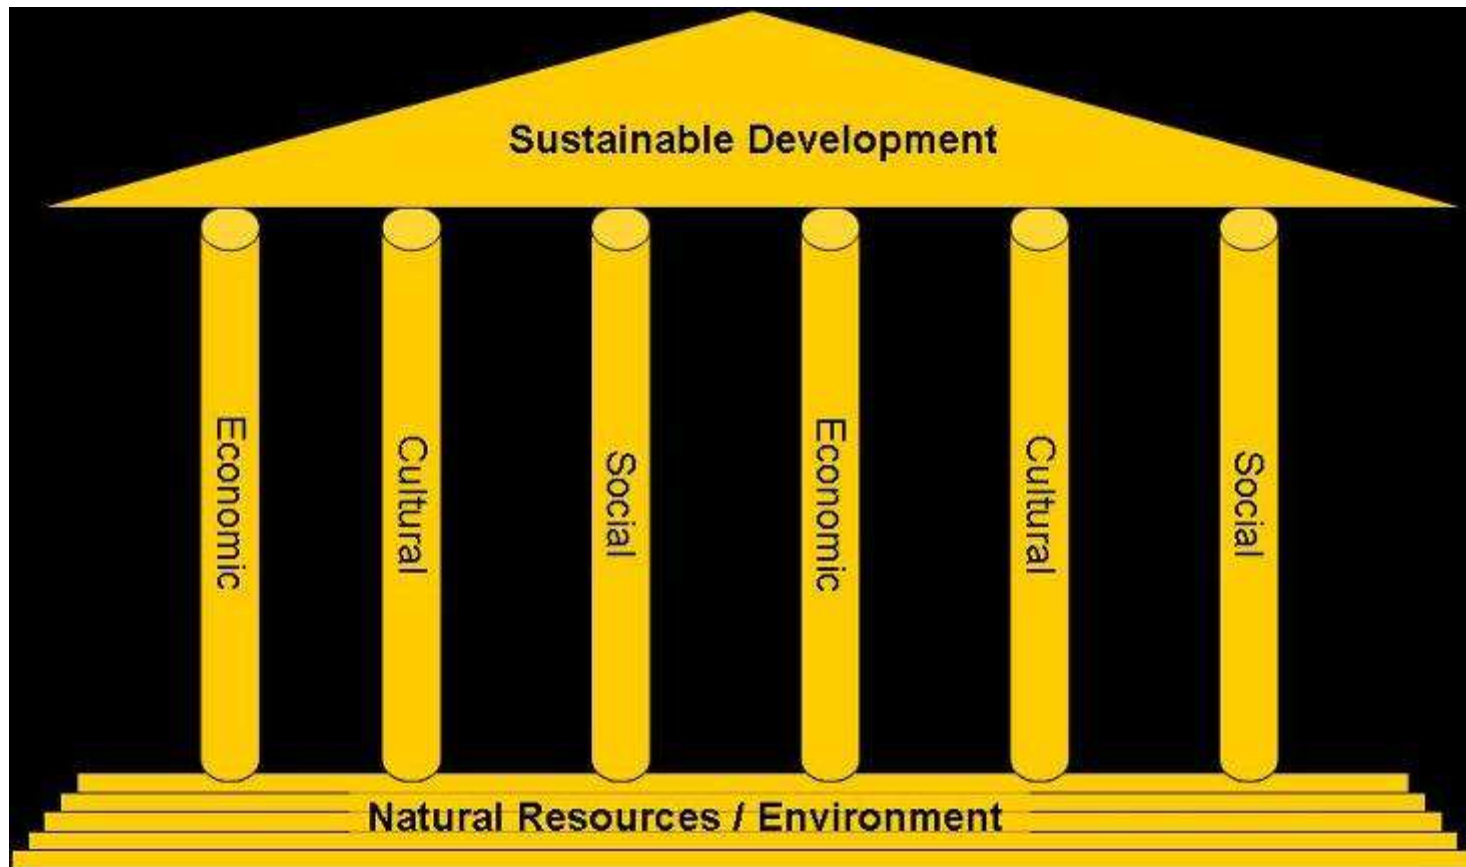 Sustainable Development
Economic
Cultural
Social
Economic
Cultural
Social
Natural Resources / Environment